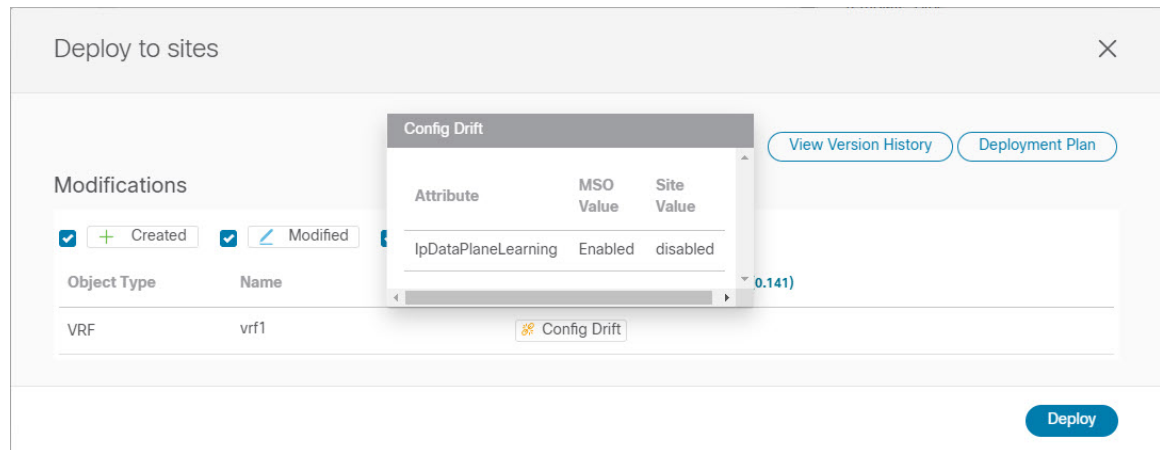 Deploy to sites
Config Drift
View Version History
Deployment Plan
Attribute MSO Value Site Value
IpDataPlaneLearning Enabled disabled
Modifications
Created Modified
Object Type Name 0.141)
VRF vrf1 Config Drift
Deploy